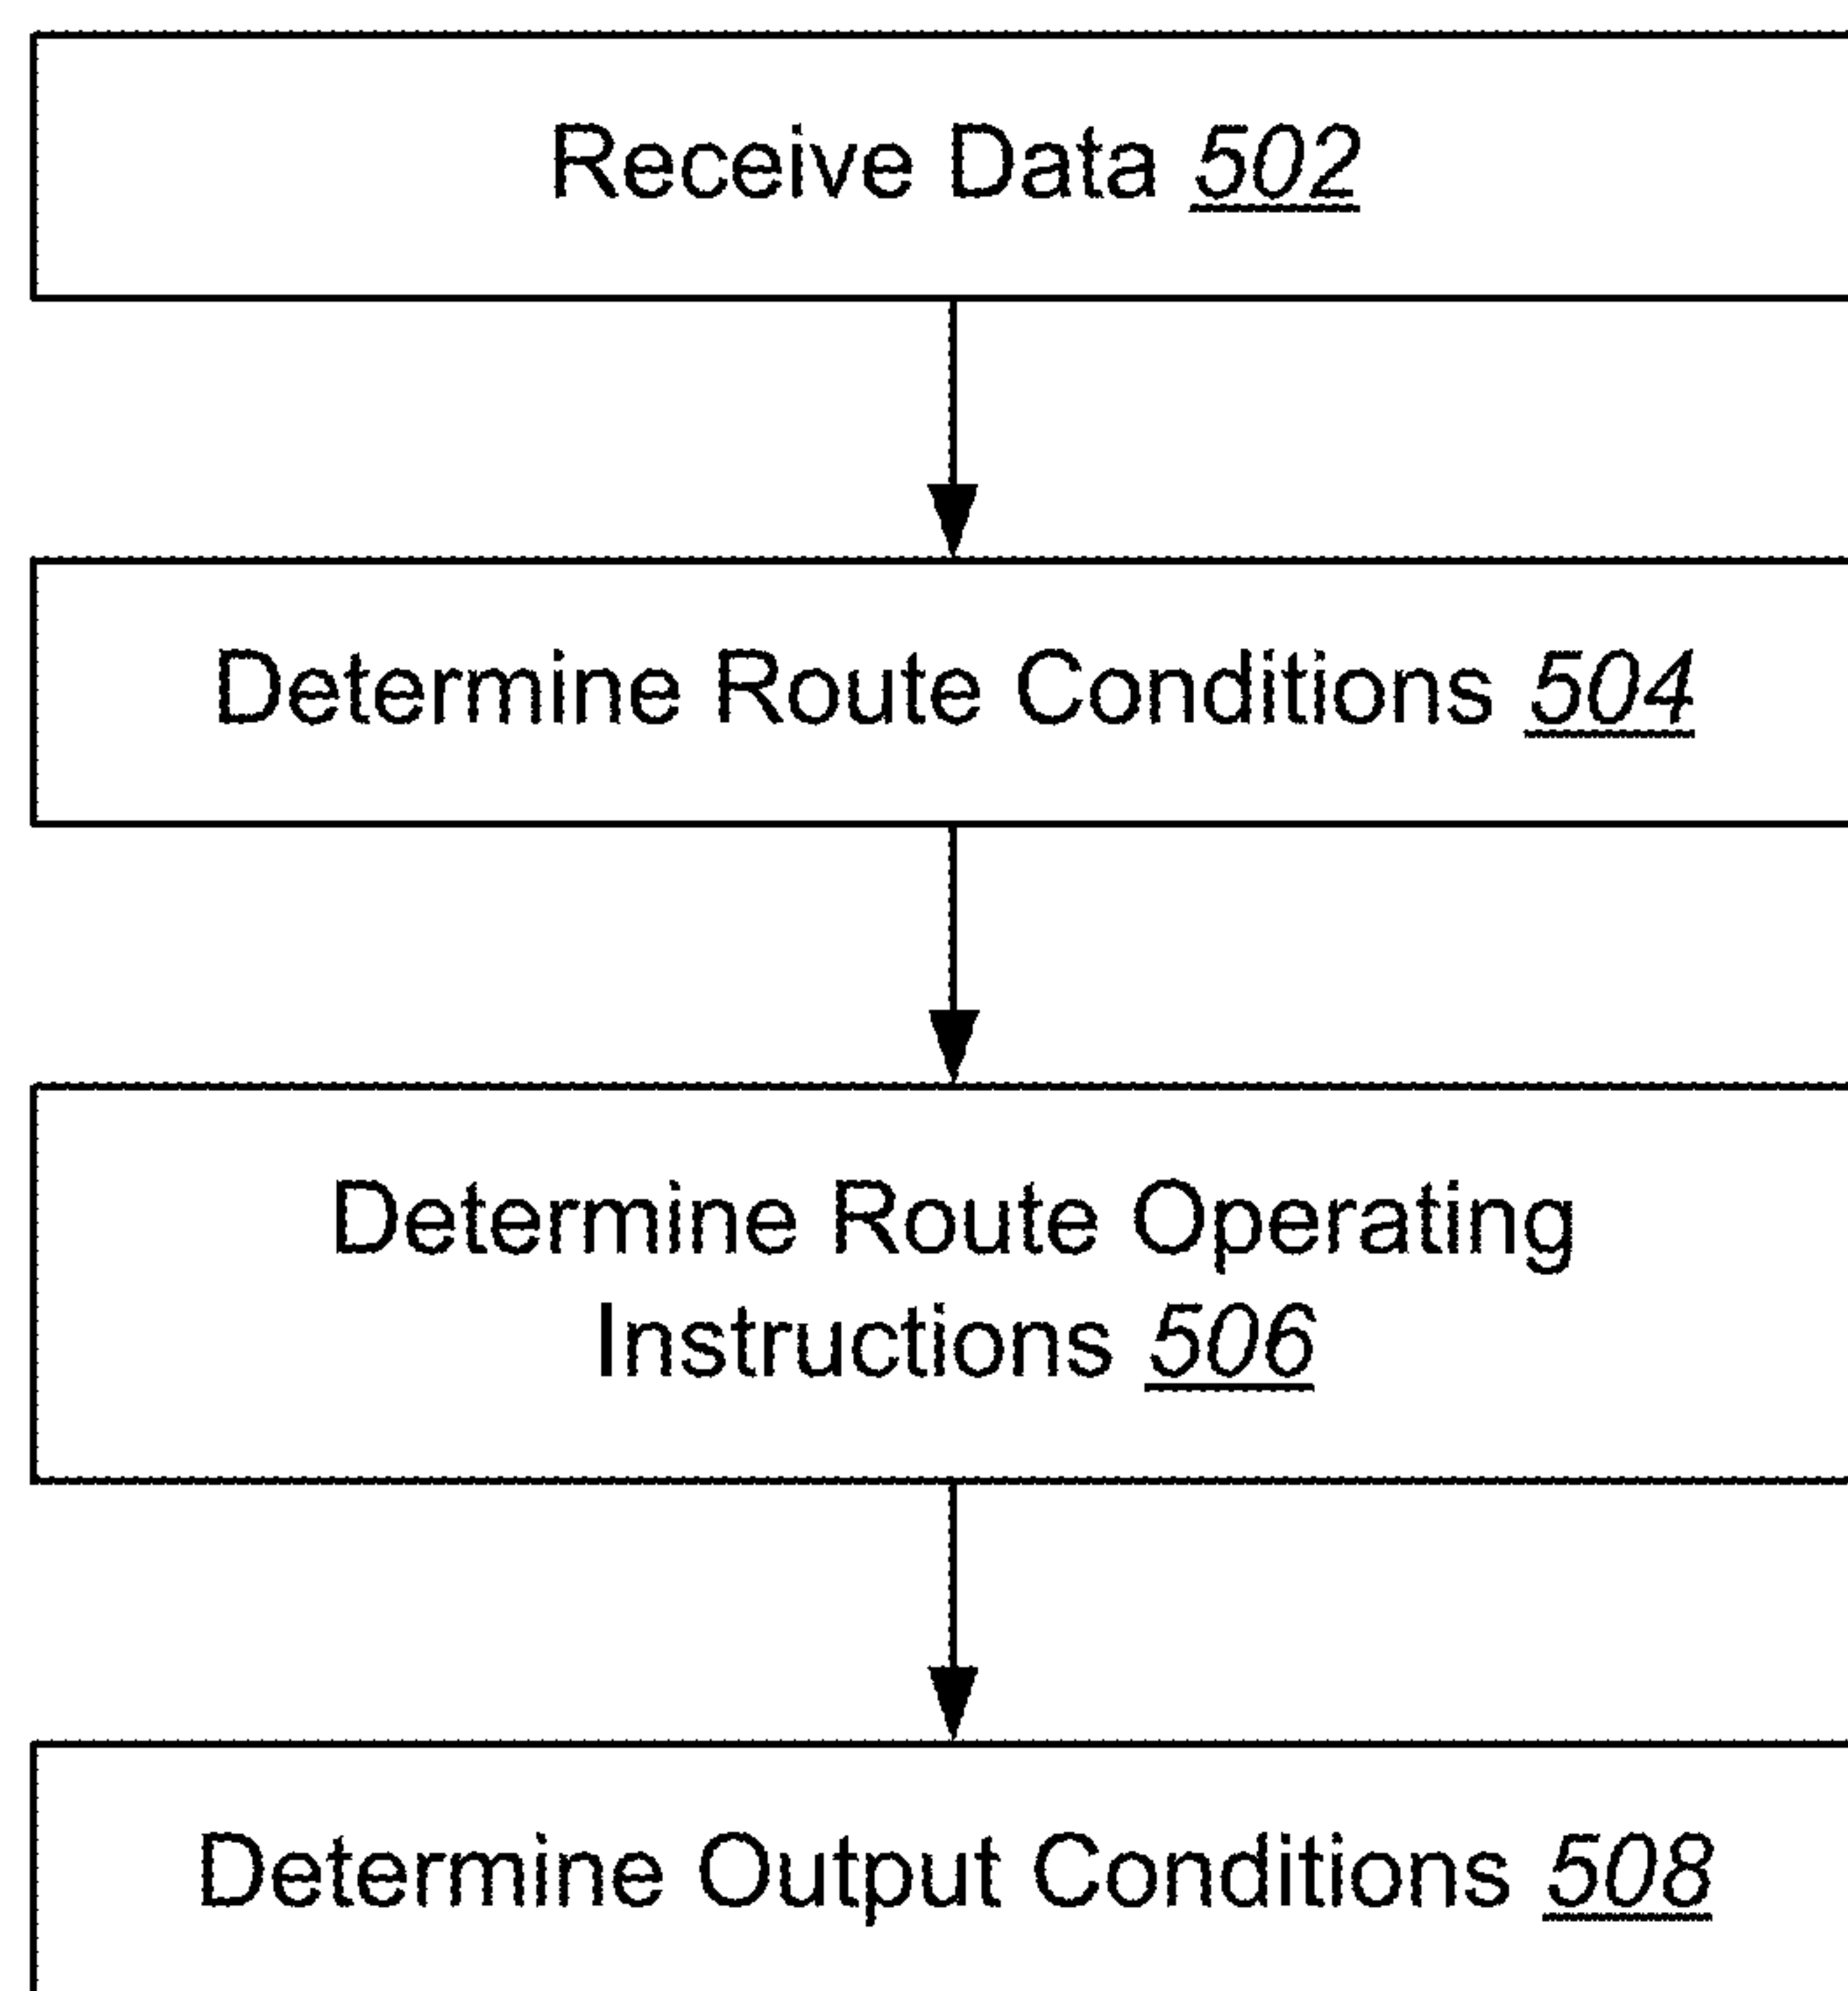 Receive Data 502
Determine Route Conditions 504
Determine Route Operating
Instructions 506
Determine Output Conditions 508